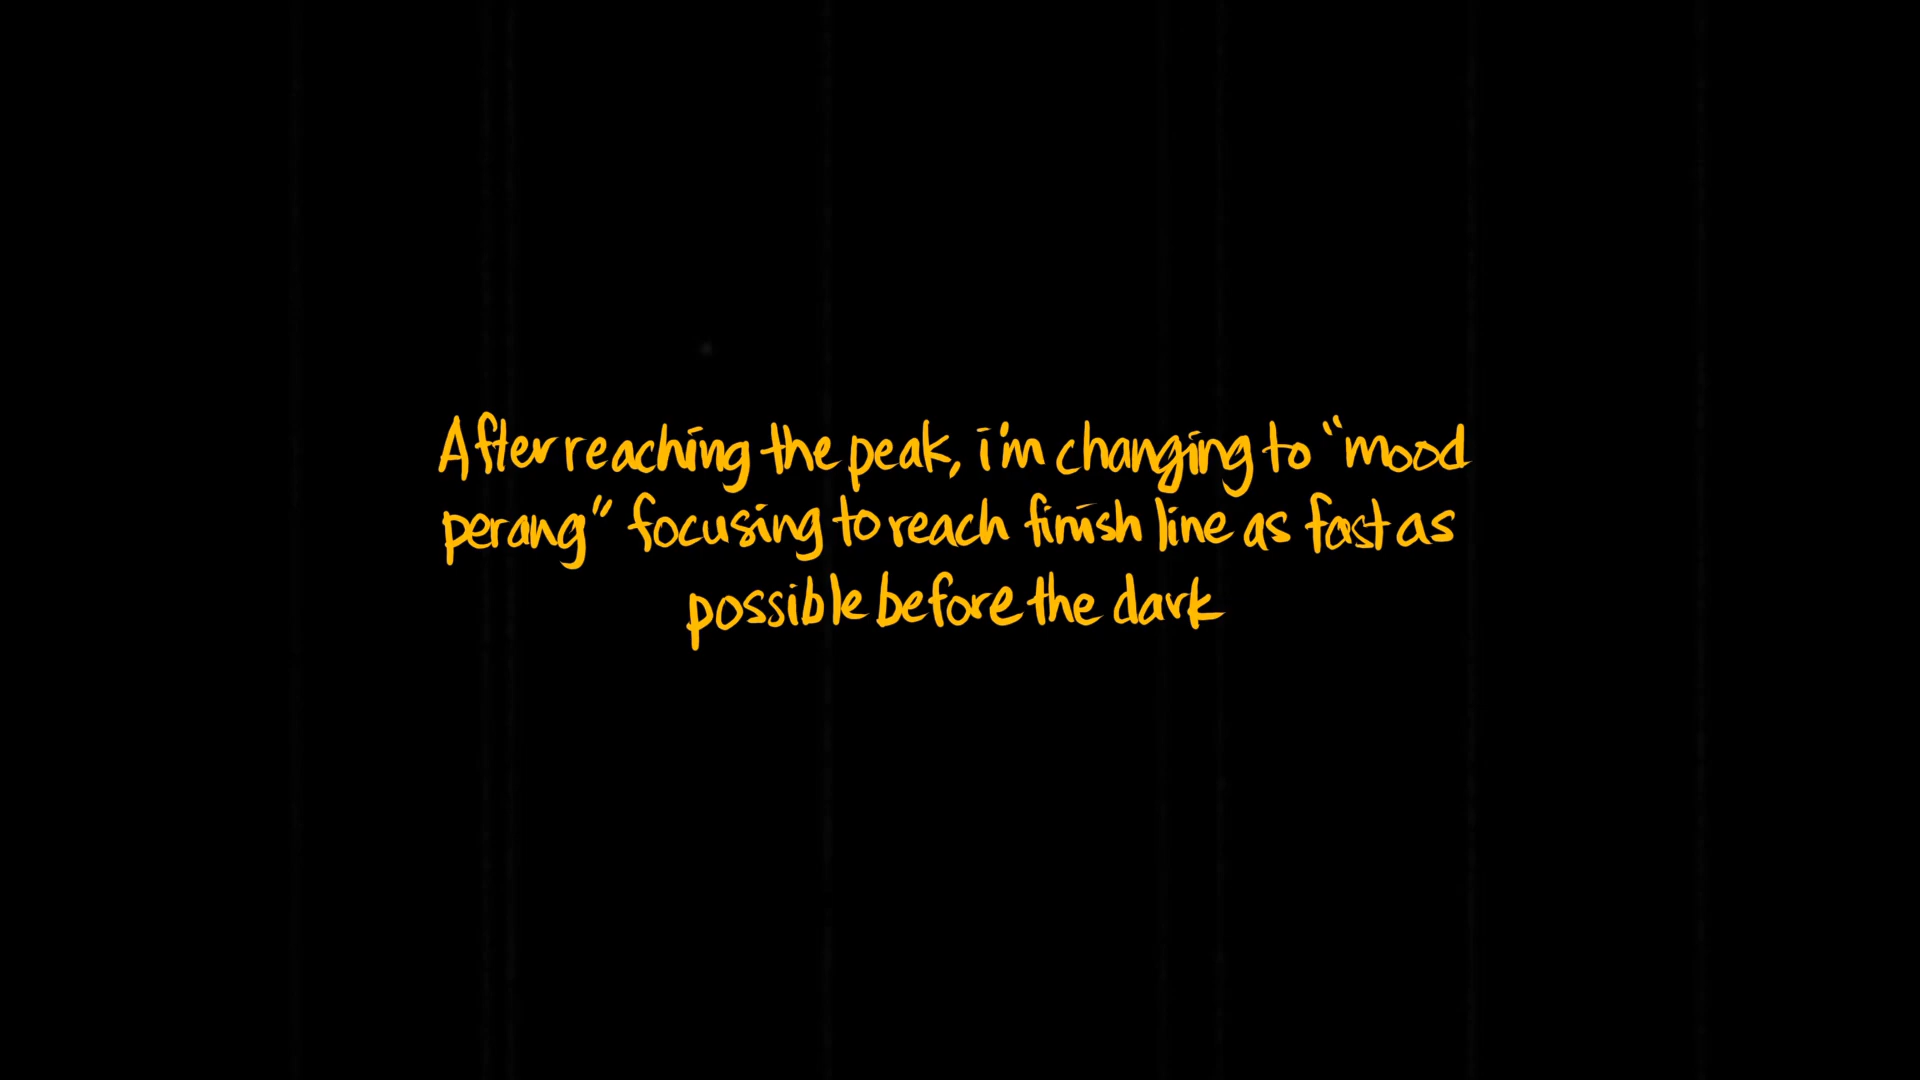 After reaching the peak, i'm changing to “mood
perang” focusing to reach finish line as fast as
possible before the dark